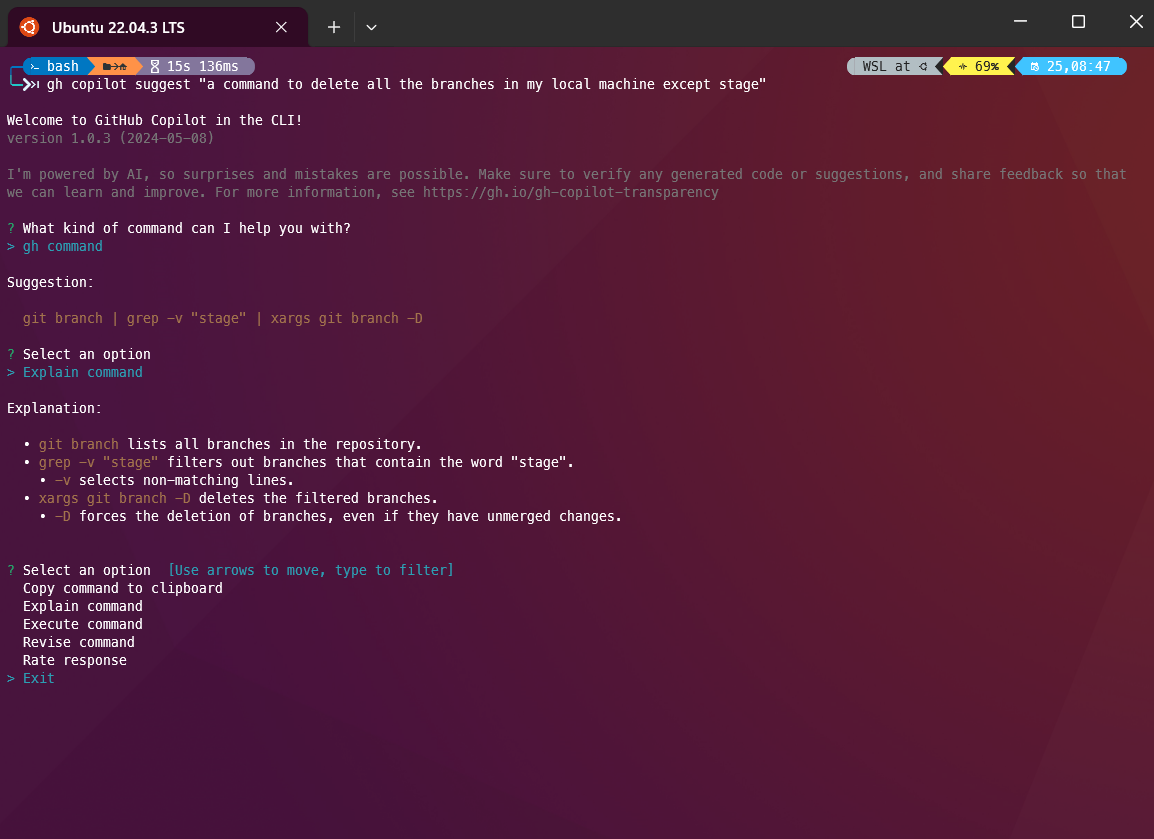 Ubuntu 22.04.3 LTS
bash 15s 136ms WSL at 69% 25,08:47
gh copilot suggest "a command to delete all the branches in my local machine except stage"
Welcome to GitHub Copilot in the CLI!
version 1.0.3 (2024-05-08)
I'm powered by AI, so surprises and mistakes are possible. Make sure to verify any generated code or suggestions, and share feedback so that
we can learn and improve. For more information, see https://gh.io/gh-copilot-transparency
? What kind of command can I help you with?
> gh command
Suggestion:
git branch | grep -v "stage" | xargs git branch -D
? Select an option
> Explain command
Explanation:
• git branch lists all branches in the repository.
• grep -v "stage" filters out branches that contain the word "stage".
• -v selects non-matching lines.
• xargs git branch -D deletes the filtered branches.
• -D forces the deletion of branches, even if they have unmerged changes.
? Select an option [Use arrows to move, type to filter]
Copy command to clipboard
Explain command
Execute command
Revise command
Rate response
> Exit